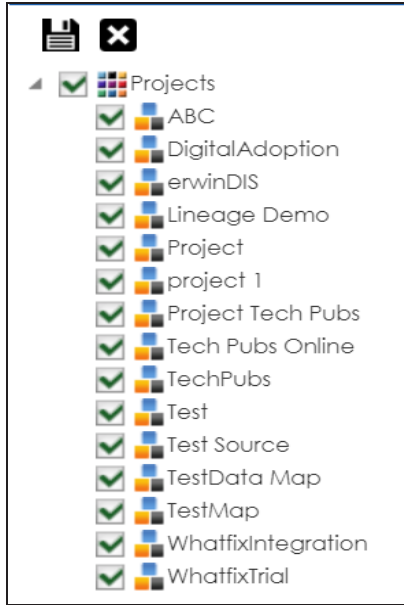 Projects
ABC
DigitalAdoption
erwinDIS
Lineage Demo
Project
project 1
Project Tech Pubs
Tech Pubs Online
TechPubs
Test
Test Source
TestData Map
TestMap
WhatfixIntegration
WhatfixTrial